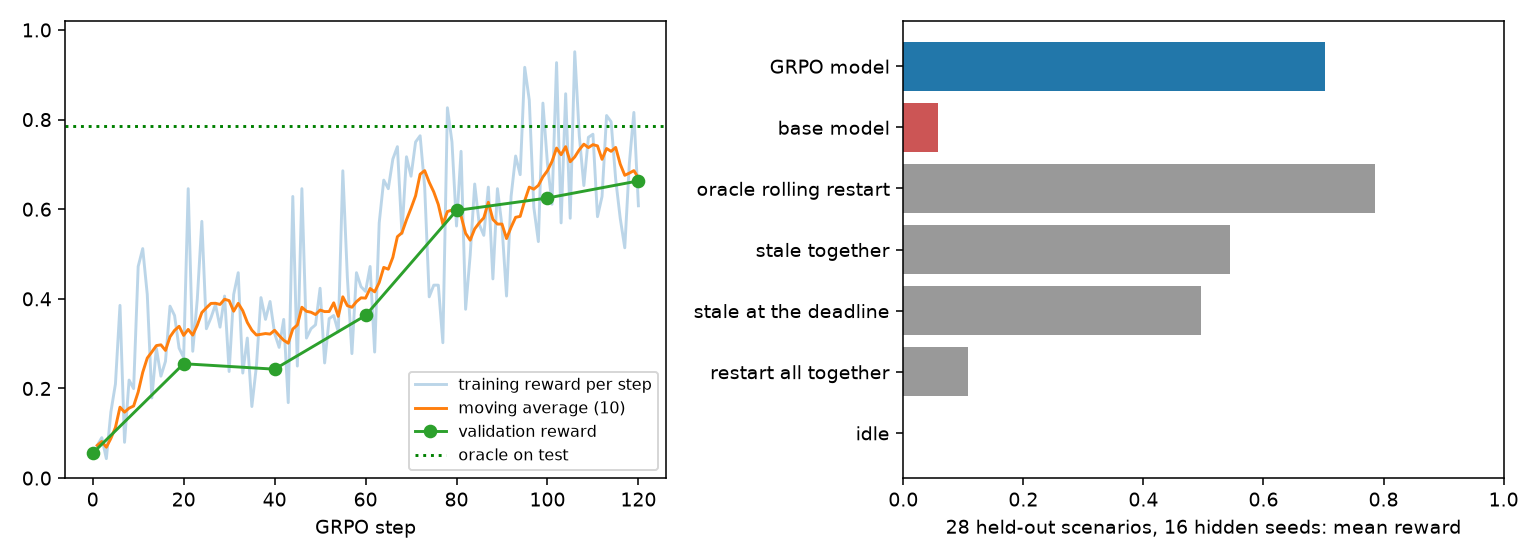 1.0
0.8
0.6
0.4
0.2
0.0
0 20 40 60 80 100 120
GRPO step
training reward per step
moving average (10)
validation reward
oracle on test
GRPO model
base model
oracle rolling restart
stale together
stale at the deadline
restart all together
idle
0.0 0.2 0.4 0.6 0.8 1.0
28 held-out scenarios, 16 hidden seeds: mean reward